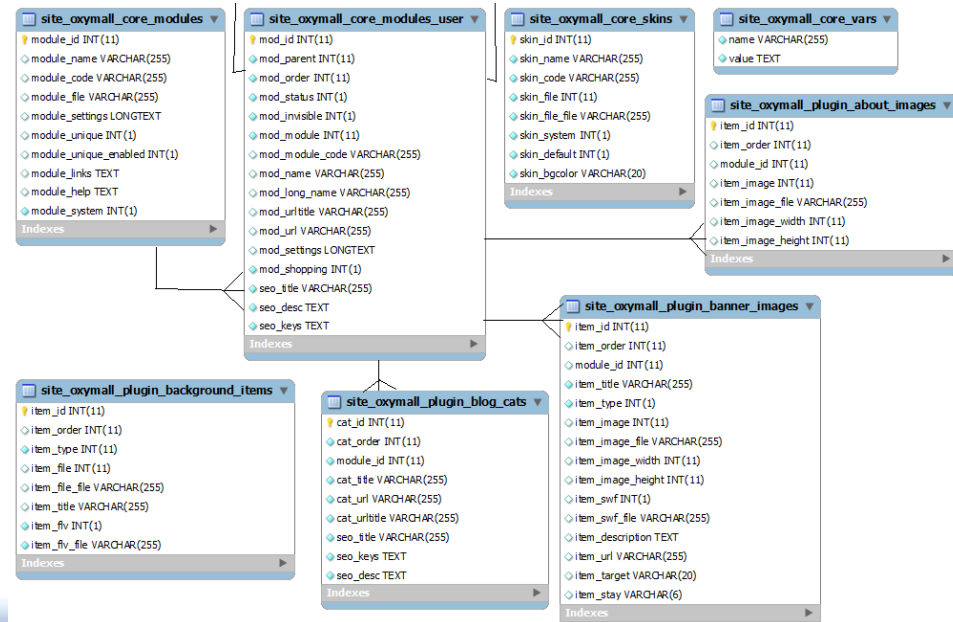 site_oxymall_core_modules
module_id INT(11)
module_name VARCHAR(255)
module_code VARCHAR(255)
module_file VARCHAR(255)
module_settings LONGTEXT
module_unique INT(1)
module_unique_enabled INT(1)
module_links TEXT
module_help TEXT
module_system INT(1)
Indexes
site_oxymall_core_modules_user
mod_id INT(11)
mod_parent INT(11)
mod_order INT(11)
mod_status INT(1)
mod_invisible INT(1)
mod_module INT(11)
mod_module_code VARCHAR(255)
mod_name VARCHAR(255)
mod_long_name VARCHAR(255)
mod_urltitle VARCHAR(255)
mod_url VARCHAR(255)
mod_settings LONGTEXT
mod_shopping INT(1)
seo_title VARCHAR(255)
seo_desc TEXT
seo_keys TEXT
Indexes
site_oxymall_core_skins
skin_id INT(11)
skin_name VARCHAR(255)
skin_code VARCHAR(255)
skin_file INT(11)
skin_file_file VARCHAR(255)
skin_system INT(1)
skin_default INT(1)
skin_bgcolor VARCHAR(20)
Indexes
site_oxymall_core_vars
name VARCHAR(255)
value TEXT
site_oxymall_plugin_about_images
item_id INT(11)
item_order INT(11)
module_id INT(11)
item_image INT(11)
item_image_file VARCHAR(255)
item_image_width INT(11)
item_image_height INT(11)
Indexes
site_oxymall_plugin_background_items
item_id INT(11)
item_order INT(11)
item_type INT(11)
item_file INT(11)
item_file_file VARCHAR(255)
item_title VARCHAR(255)
item_flv INT(1)
item_flv_file VARCHAR(255)
Indexes
site_oxymall_plugin_blog_cats
cat_id INT(11)
cat_order INT(11)
module_id INT(11)
cat_title VARCHAR(255)
cat_url VARCHAR(255)
cat_urltitle VARCHAR(255)
seo_title VARCHAR(255)
seo_keys TEXT
seo_desc TEXT
Indexes
site_oxymall_plugin_banner_images
item_id INT(11)
item_order INT(11)
module_id INT(11)
item_title VARCHAR(255)
item_type INT(1)
item_image INT(11)
item_image_file VARCHAR(255)
item_image_width INT(11)
item_image_height INT(11)
item_swf INT(1)
item_swf_file VARCHAR(255)
item_description TEXT
item_url VARCHAR(255)
item_target VARCHAR(20)
item_stay VARCHAR(6)
Indexes